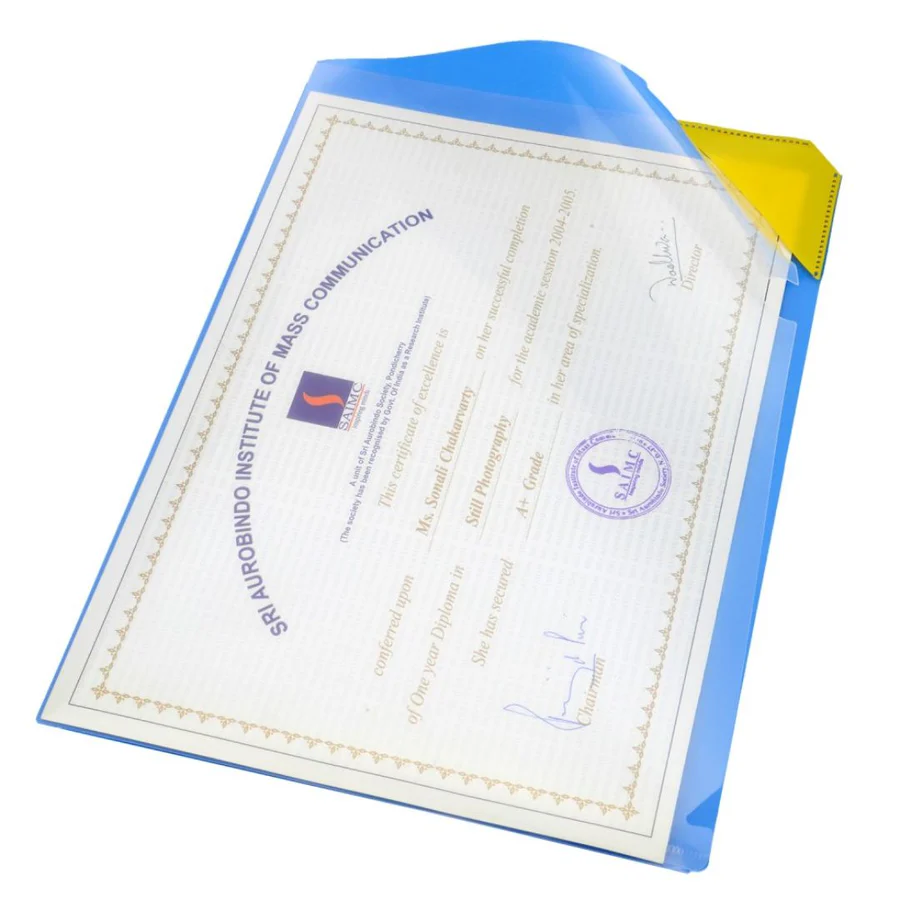 SRI AUROBINDO INSTITUTE OF MASS COMMUNICATION
SAIMC
inspiring minds
A unit of Sri Aurobindo Society, Pondicherry
(The society has been recognised by Govt. Of India as a Research Institute)
This certificate of excellence is
conferred upon Ms. Sonali Chakarvarty on her successful completion
of One year Diploma in Still Photography for the academic session 2004-2005.
She has secured A+ Grade in her area of specialization.
SAIMC
Chairman
Director